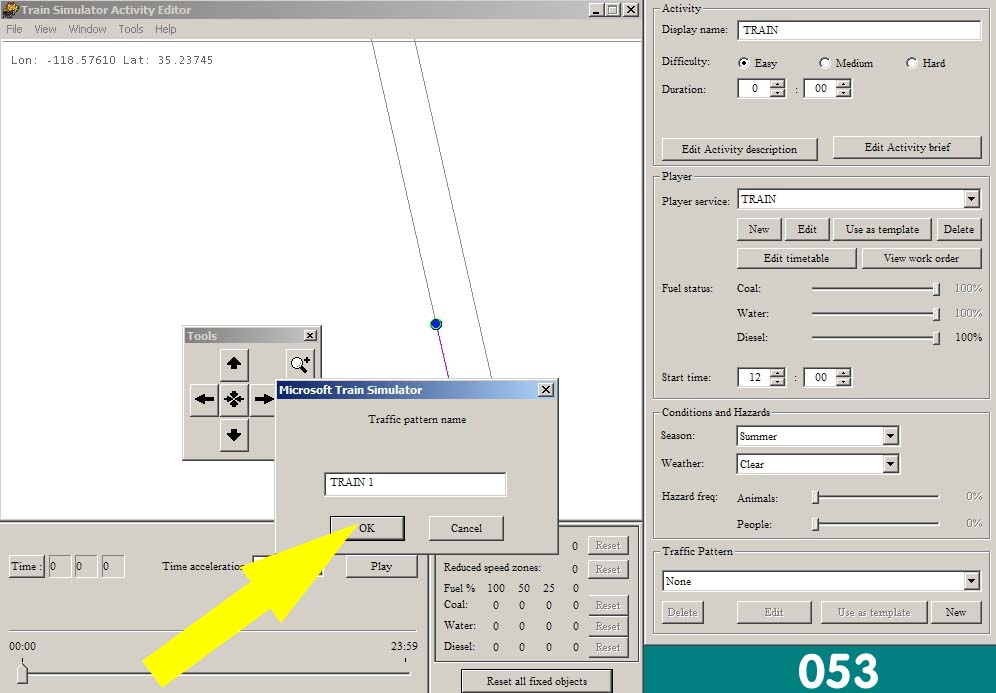 Train Simulator Activity Editor
File View Window Tools Help
Lon: -118.57610 Lat: 35.23745
Tools
Microsoft Train Simulator
Traffic pattern name
TRAIN 1
OK Cancel
Time : 0 0 0 Play
00:00 23:59
0 Reset
Reduced speed zones: 0 Reset
Fuel % 100 50 25 0
Coal: 0 0 0 Reset
Water: 0 0 0 Reset
Diesel: 0 0 0 Reset
Reset all fixed objects
Activity
Display name: TRAIN
Difficulty: Easy Medium Hard
Duration: 0 : 00
Edit Activity description Edit Activity brief
Player
Player service: TRAIN
New Edit Use as template Delete
Edit timetable View work order
Fuel status: Coal: 100%
Water: 100%
Diesel: 100%
Start time: 12 : 00
Conditions and Hazards
Season: Summer
Weather: Clear
Hazard freq: Animals: 0%
People: 0%
Traffic Pattern
None
Delete Edit Use as template New
053